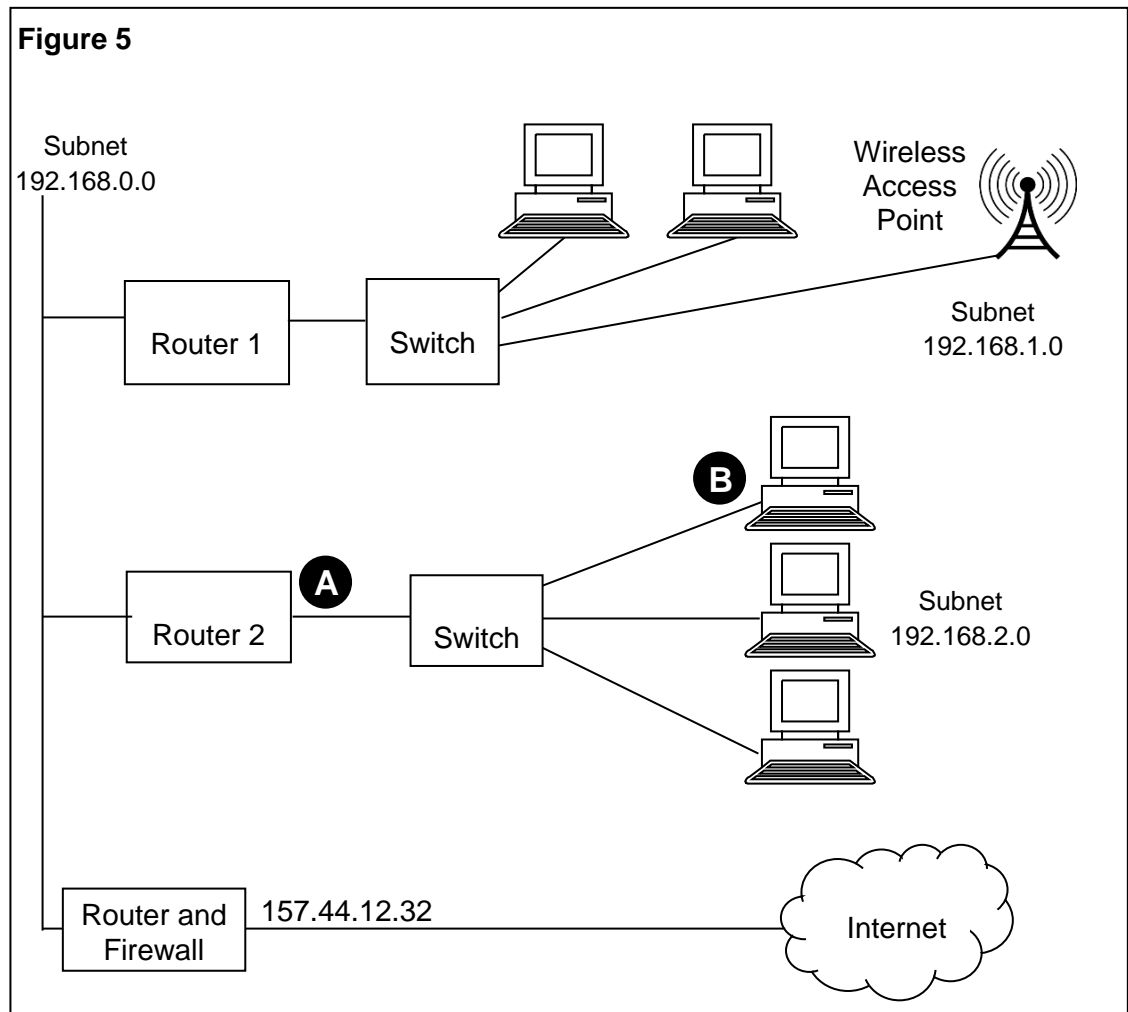 Figure 5
Subnet
192.168.0.0
Wireless
Access
Point
Router 1
Switch
Subnet
192.168.1.0
B
A
Router 2
Switch
Subnet
192.168.2.0
Router and
Firewall
157.44.12.32
Internet